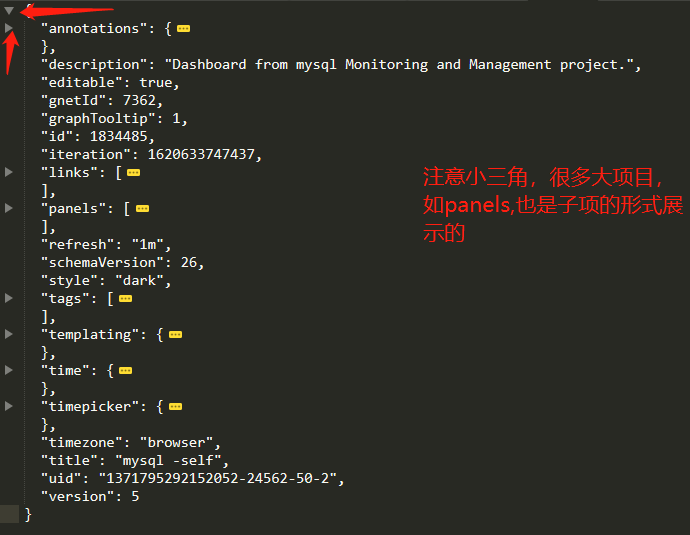 {
"annotations": {
},
"description": "Dashboard from mysql Monitoring and Management project.",
"editable": true,
"gnetId": 7362,
"graphTooltip": 1,
"id": 1834485,
"iteration": 1620633747437,
"links": [
],
"panels": [
],
"refresh": "1m",
"schemaVersion": 26,
"style": "dark",
"tags": [
],
"templating": {
},
"time": {
},
"timepicker": {
},
"timezone": "browser",
"title": "mysql -self",
"uid": "1371795292152052-24562-50-2",
"version": 5
}
注意小三角，很多大项目，
如panels,也是子项的形式展
示的